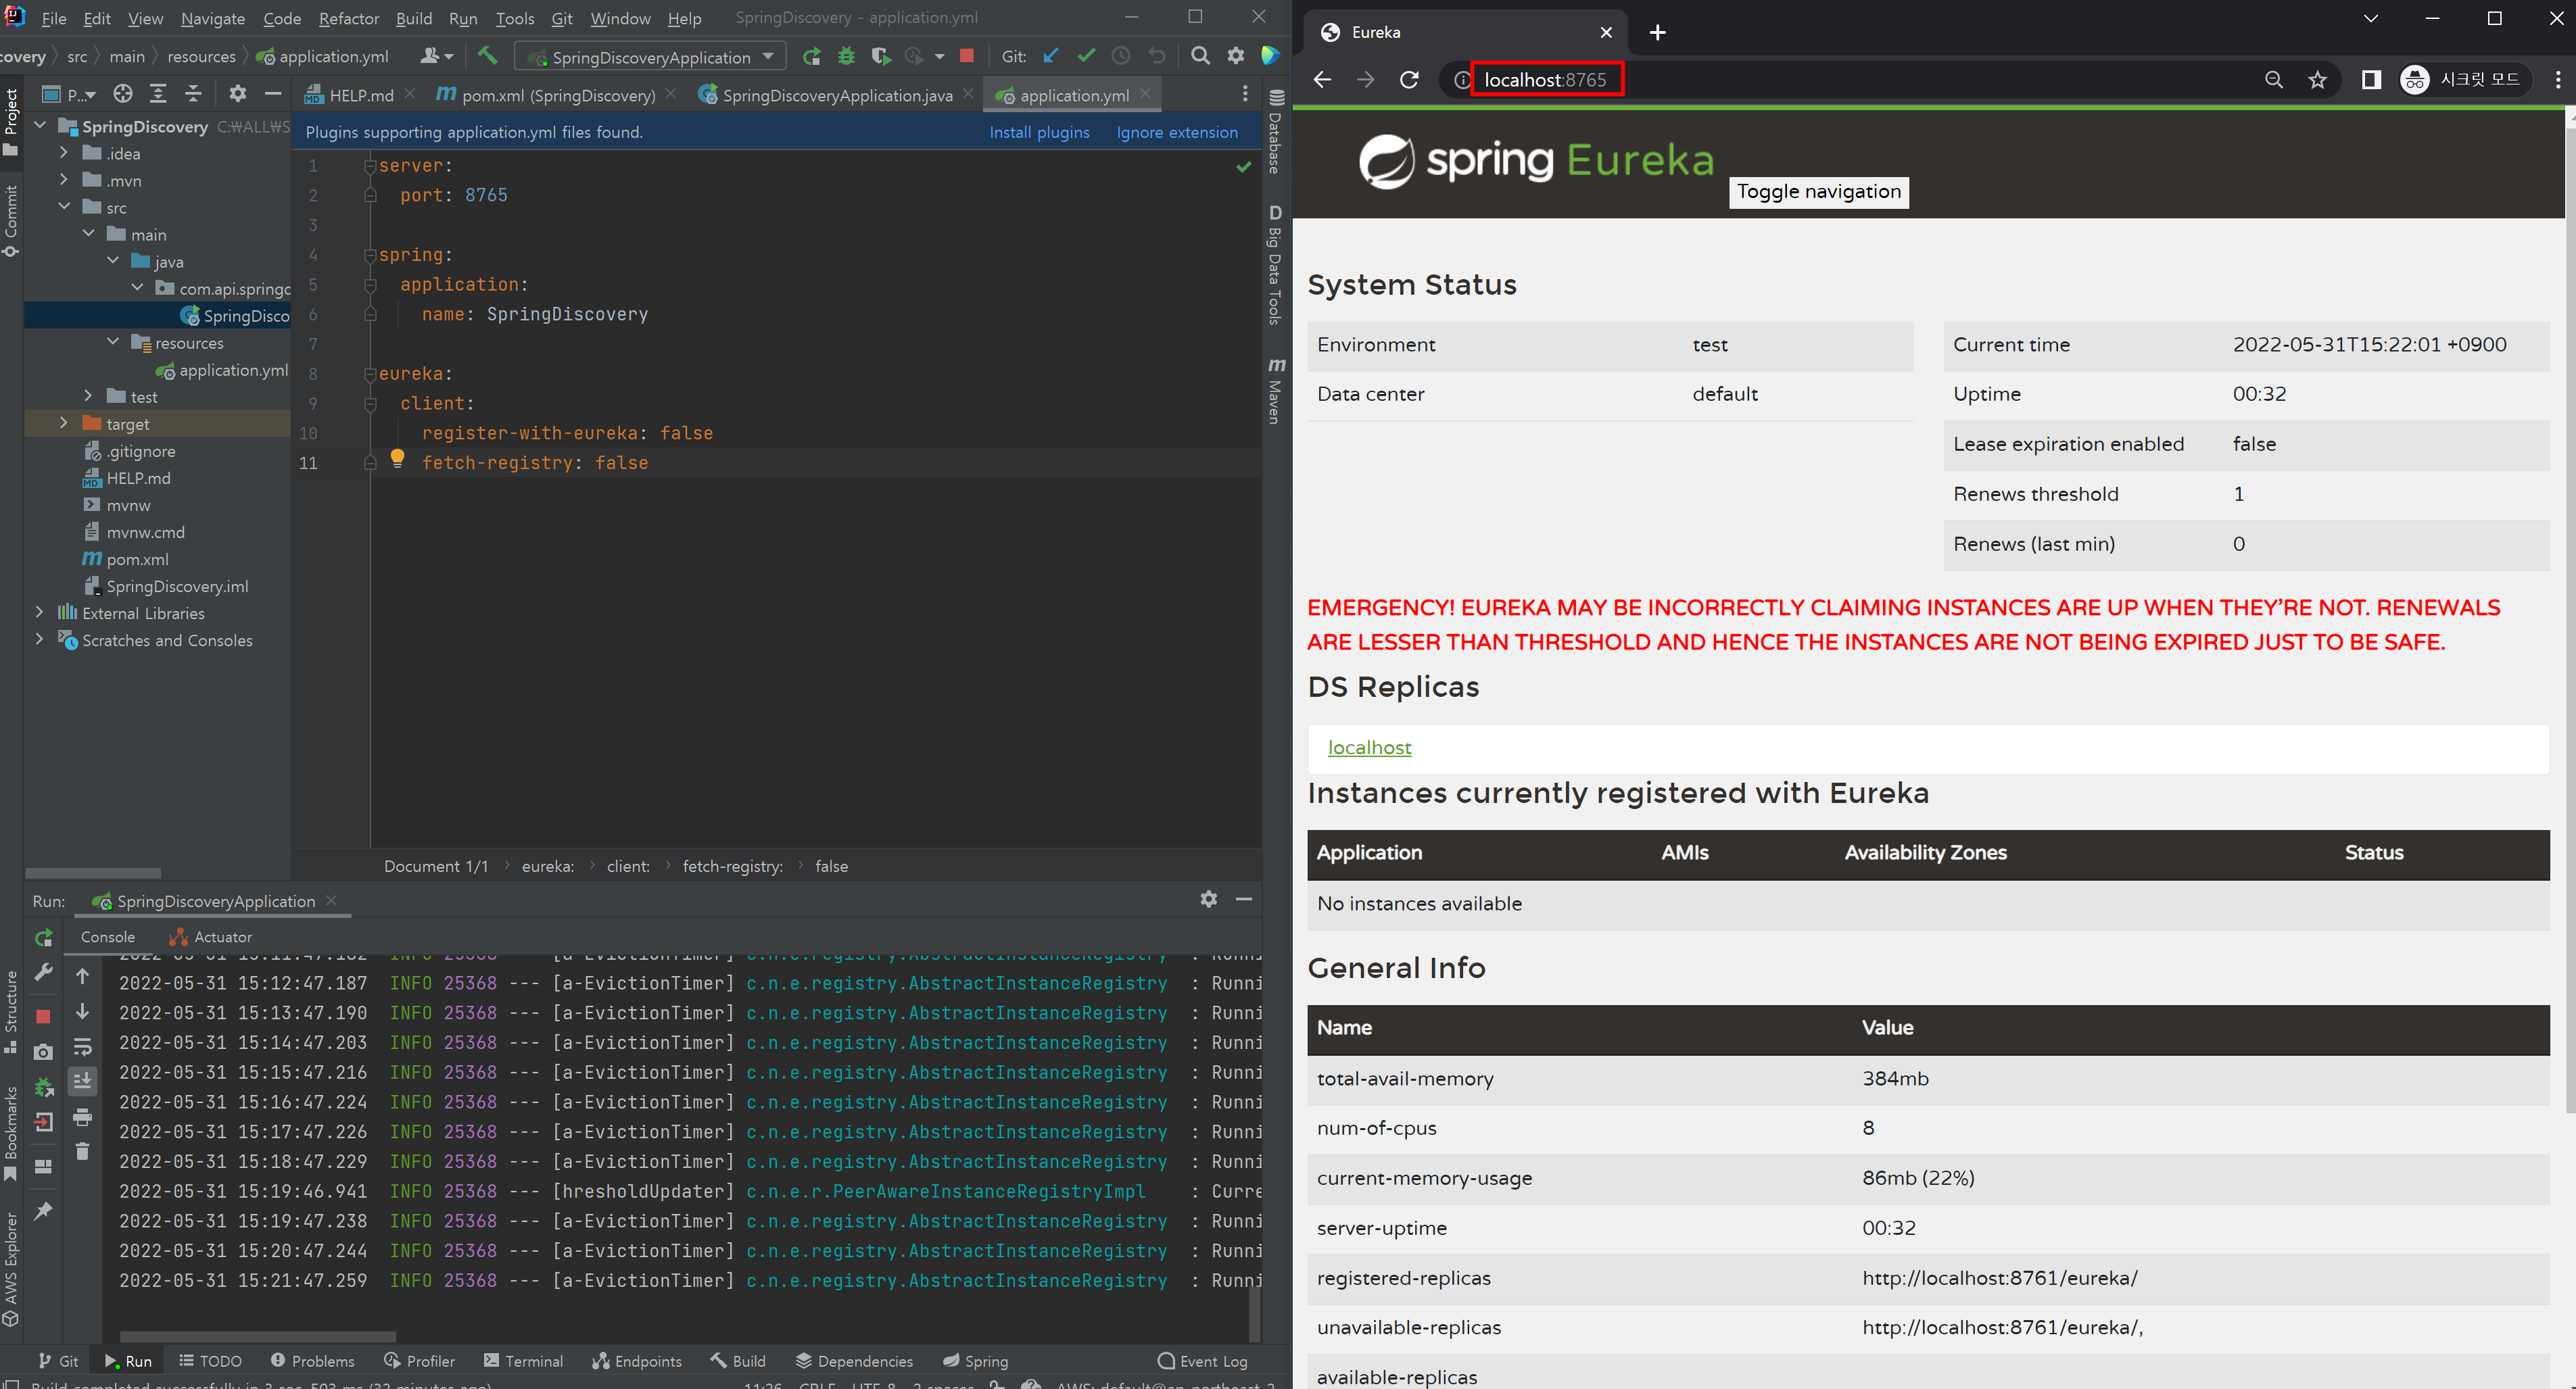 File Edit View Navigate Code Refactor Build Run Tools Git Window Help SpringDiscovery - application.yml
covery src main resources application.yml SpringDiscoveryApplication Git:
Project
Commit
Structure
Bookmarks
AWS Explorer
P...
SpringDiscovery C:\ALL\S
.idea
.mvn
src
main
java
com.api.springd
SpringDisco
resources
application.yml
test
target
.gitignore
HELP.md
mvnw
mvnw.cmd
pom.xml
SpringDiscovery.iml
External Libraries
Scratches and Consoles
HELP.md pom.xml (SpringDiscovery) SpringDiscoveryApplication.java application.yml
Plugins supporting application.yml files found. Install plugins Ignore extension
1 server:
2 port: 8765
3
4 spring:
5 application:
6 name: SpringDiscovery
7
8 eureka:
9 client:
10 register-with-eureka: false
11 fetch-registry: false
Document 1/1 eureka: client: fetch-registry: false
Database
D Big Data Tools
m Maven
Run: SpringDiscoveryApplication
Console Actuator
2022-05-31 15:12:47.187 INFO 25368 --- [a-EvictionTimer] c.n.e.registry.AbstractInstanceRegistry : Runni
2022-05-31 15:13:47.190 INFO 25368 --- [a-EvictionTimer] c.n.e.registry.AbstractInstanceRegistry : Runni
2022-05-31 15:14:47.203 INFO 25368 --- [a-EvictionTimer] c.n.e.registry.AbstractInstanceRegistry : Runni
2022-05-31 15:15:47.216 INFO 25368 --- [a-EvictionTimer] c.n.e.registry.AbstractInstanceRegistry : Runni
2022-05-31 15:16:47.224 INFO 25368 --- [a-EvictionTimer] c.n.e.registry.AbstractInstanceRegistry : Runni
2022-05-31 15:17:47.226 INFO 25368 --- [a-EvictionTimer] c.n.e.registry.AbstractInstanceRegistry : Runni
2022-05-31 15:18:47.229 INFO 25368 --- [a-EvictionTimer] c.n.e.registry.AbstractInstanceRegistry : Runni
2022-05-31 15:19:46.941 INFO 25368 --- [hresholdUpdater] c.n.e.r.PeerAwareInstanceRegistryImpl : Curre
2022-05-31 15:19:47.238 INFO 25368 --- [a-EvictionTimer] c.n.e.registry.AbstractInstanceRegistry : Runni
2022-05-31 15:20:47.244 INFO 25368 --- [a-EvictionTimer] c.n.e.registry.AbstractInstanceRegistry : Runni
2022-05-31 15:21:47.259 INFO 25368 --- [a-EvictionTimer] c.n.e.registry.AbstractInstanceRegistry : Runni
Git Run TODO Problems Profiler Terminal Endpoints Build Dependencies Spring Event Log
Eureka
localhost:8765 시크릿 모드
spring Eureka
Toggle navigation
System Status
Environment test
Data center default
Current time 2022-05-31T15:22:01 +0900
Uptime 00:32
Lease expiration enabled false
Renews threshold 1
Renews (last min) 0
EMERGENCY! EUREKA MAY BE INCORRECTLY CLAIMING INSTANCES ARE UP WHEN THEY'RE NOT. RENEWALS
ARE LESSER THAN THRESHOLD AND HENCE THE INSTANCES ARE NOT BEING EXPIRED JUST TO BE SAFE.
DS Replicas
localhost
Instances currently registered with Eureka
Application AMIs Availability Zones Status
No instances available
General Info
Name Value
total-avail-memory 384mb
num-of-cpus 8
current-memory-usage 86mb (22%)
server-uptime 00:32
registered-replicas http://localhost:8761/eureka/
unavailable-replicas http://localhost:8761/eureka/,
available-replicas